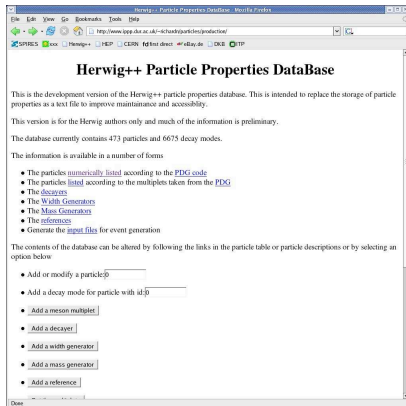 Herwig++ Particle Properties DataBase - Mozilla Firefox
File Edit View Go Bookmarks Tools Help
http://www.ippp.dur.ac.uk/~richardn/particles/production/
SPIRES xxx Herwig++ HEP CERN find direct eBay.de DKB IITP
Herwig++ Particle Properties DataBase
This is the development version of the Herwig++ particle properties database. This is intended to replace the storage of particle
properties as a text file to improve maintainance and accessiblity.
This version is for the Herwig authors only and much of the information is preliminary.
The database currently contains 473 particles and 6675 decay modes.
The information is available in a number of forms
The particles numerically listed according to the PDG code
The particles listed according to the multiplets taken from the PDG
The decayers
The Width Generators
The Mass Generators
The references
Generate the input files for event generation
The contents of the database can be altered by following the links in the particle table or particle descriptions or by selecting an
option below
Add or modify a particle:0
Add a decay mode for particle with id:0
Add a meson multiplet
Add a decayer
Add a width generator
Add a mass generator
Add a reference
Done